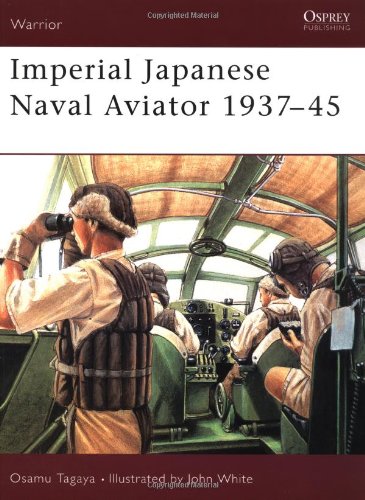 Warrior
OSPREY
PUBLISHING
Imperial Japanese
Naval Aviator 1937–45
Osamu Tagaya • Illustrated by John White